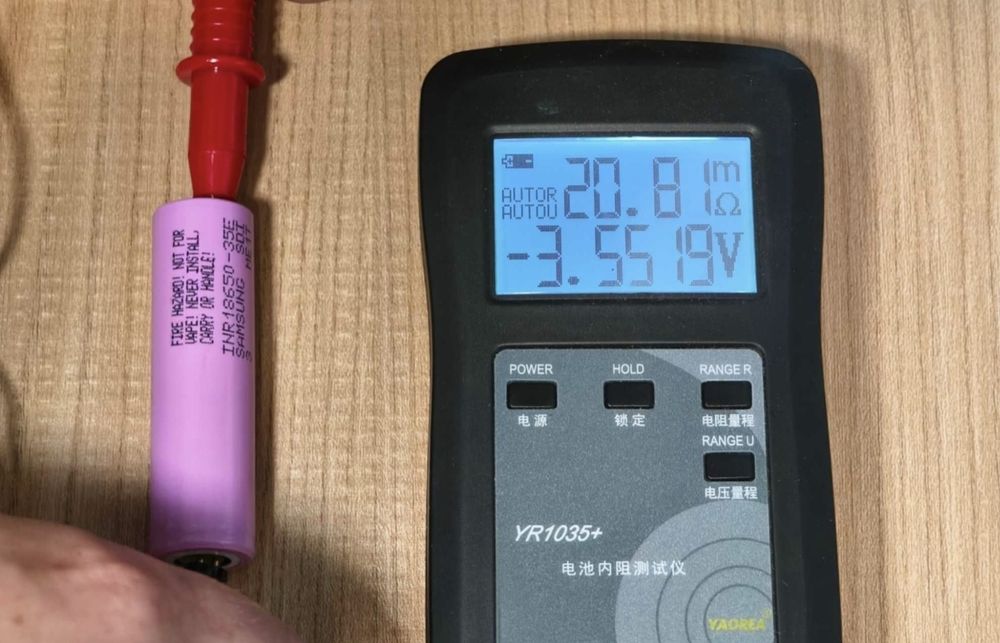 FIRE HAZARD! NOT FOR
VAPE! NEVER INSTALL,
CARRY OR HANDLE!
INR18650-35E
SAMSUNG SDI
AUTOR
AUTOU
20.81mΩ
-3.5519V
POWER
HOLD
RANGE R
电源
锁定
电阻量程
RANGE U
电压量程
YR1035+
电池内阻测试仪
YAOREA